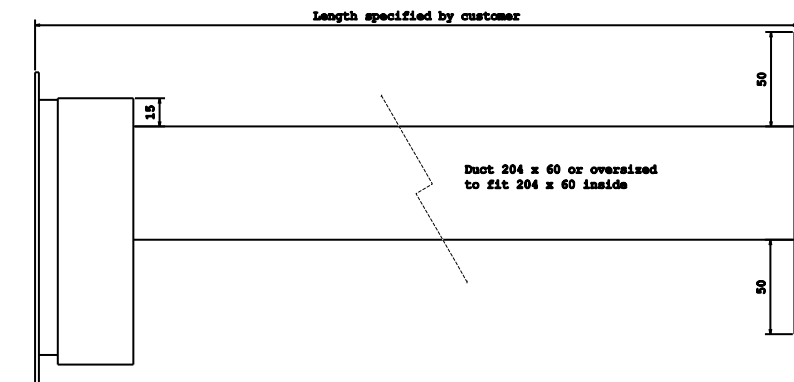 Length specified by customer
50
15
Duct 204 x 60 or oversized
to fit 204 x 60 inside
50